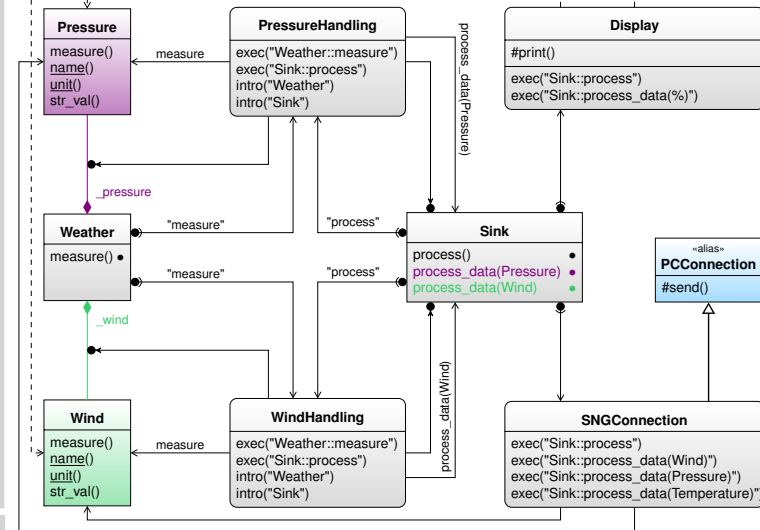 Pressure
measure()
name()
unit()
str_val()
measure
PressureHandling
exec("Weather::measure")
exec("Sink::process")
intro("Weather")
intro("Sink")
process_data(Pressure)
Display
#print()
exec("Sink::process")
exec("Sink::process_data(%)")
_pressure
Weather
measure()
"measure"
"process"
"measure"
"process"
Sink
process()
process_data(Pressure)
process_data(Wind)
«alias»
PCConnection
#send()
_wind
Wind
measure()
name()
unit()
str_val()
measure
WindHandling
exec("Weather::measure")
exec("Sink::process")
intro("Weather")
intro("Sink")
process_data(Wind)
SNGConnection
exec("Sink::process")
exec("Sink::process_data(Wind)")
exec("Sink::process_data(Pressure)")
exec("Sink::process_data(Temperature)"